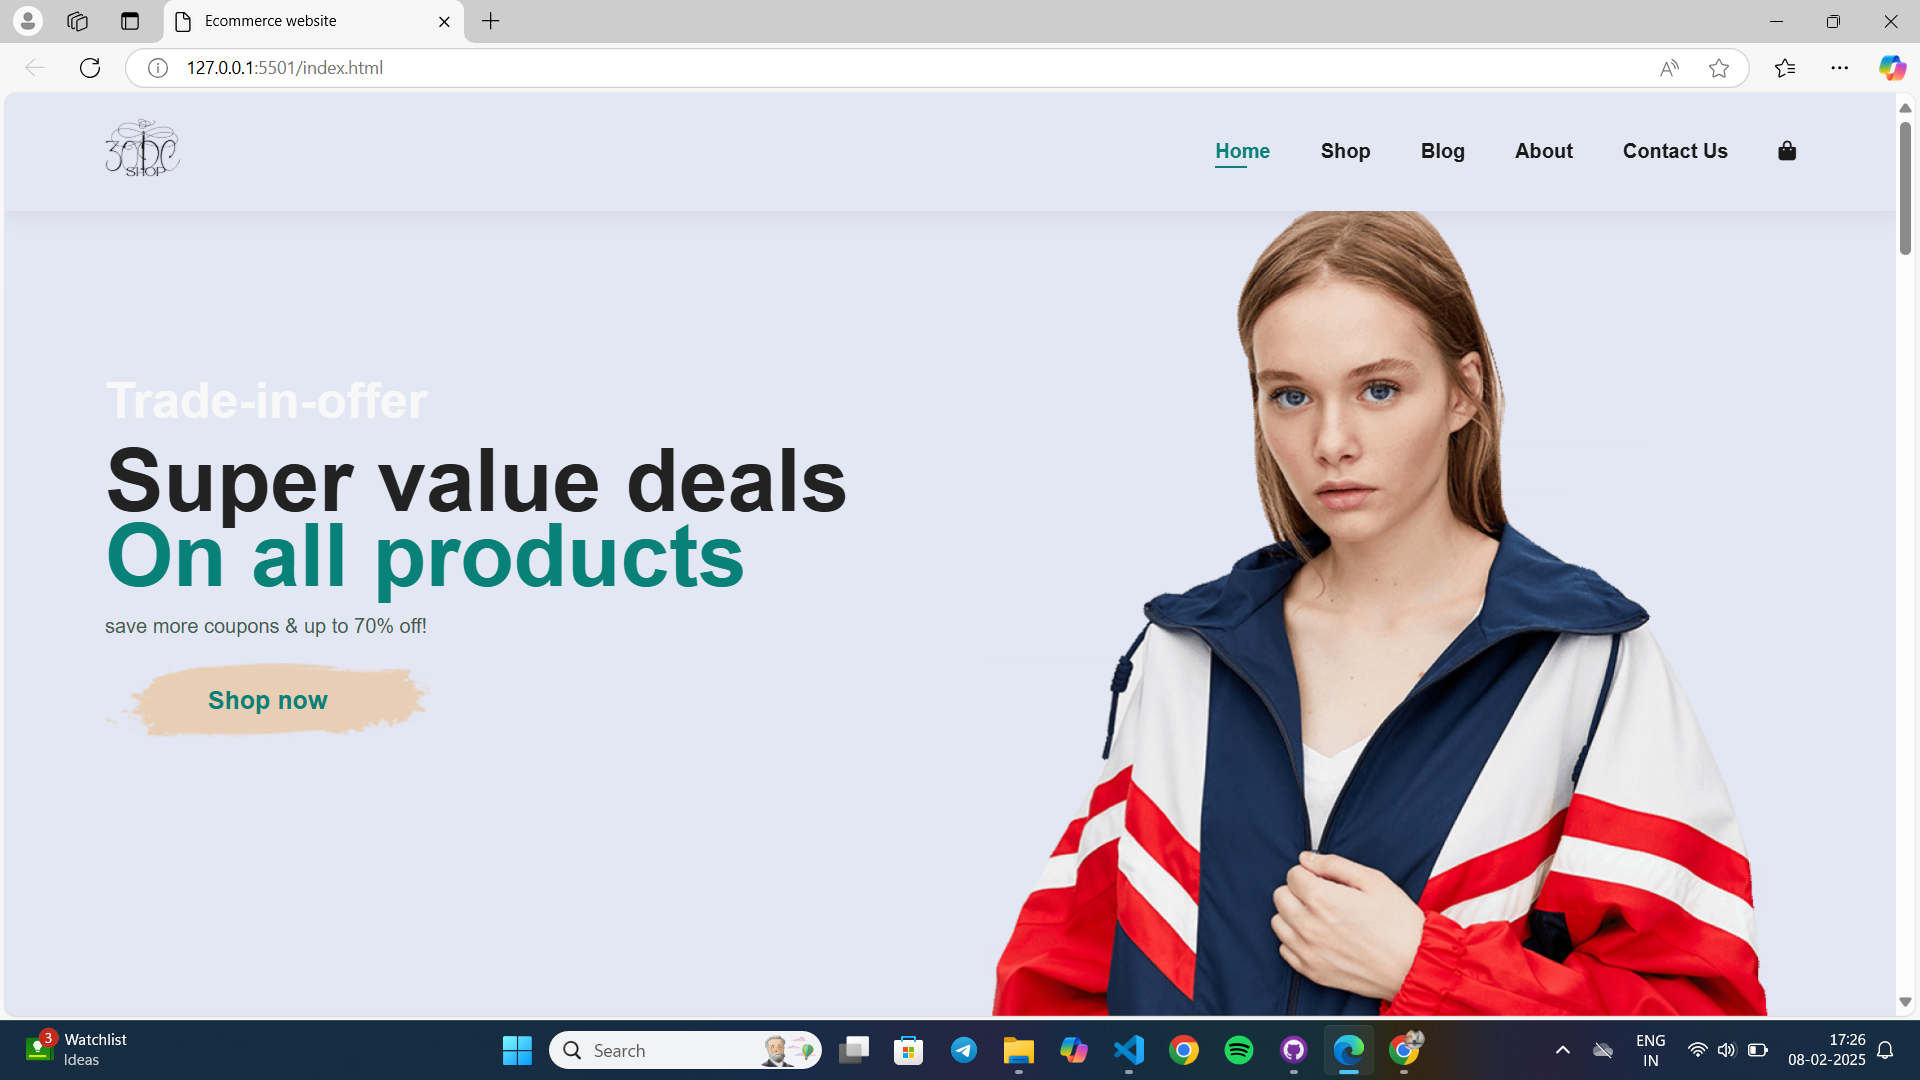 Ecommerce website
127.0.0.1:5501/index.html
SHOP
Home Shop Blog About Contact Us
Trade-in-offer
Super value deals
On all products
save more coupons & up to 70% off!
Shop now
3
Watchlist
Ideas
Search
ENG
IN
17:26
08-02-2025